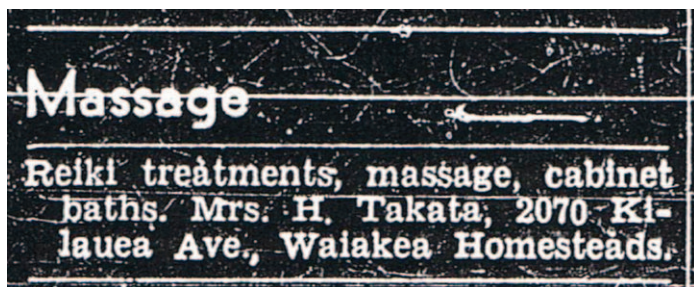 Massage
Reiki treatments, massage, cabinet
baths. Mrs. H. Takata, 2070 Ki-
lauea Ave., Waiakea Homesteads.